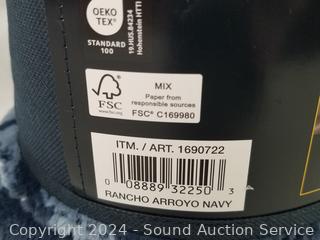 OEKO
TEX®
STANDARD
100
19.HUS.84234
Hohenstein HTTI
FSC
MIX
Paper from
responsible sources
FSC® C169980
ITM. / ART. 1690722
0 08889 32250 3
RANCHO ARROYO NAVY
Copyright 2024 - Sound Auction Service